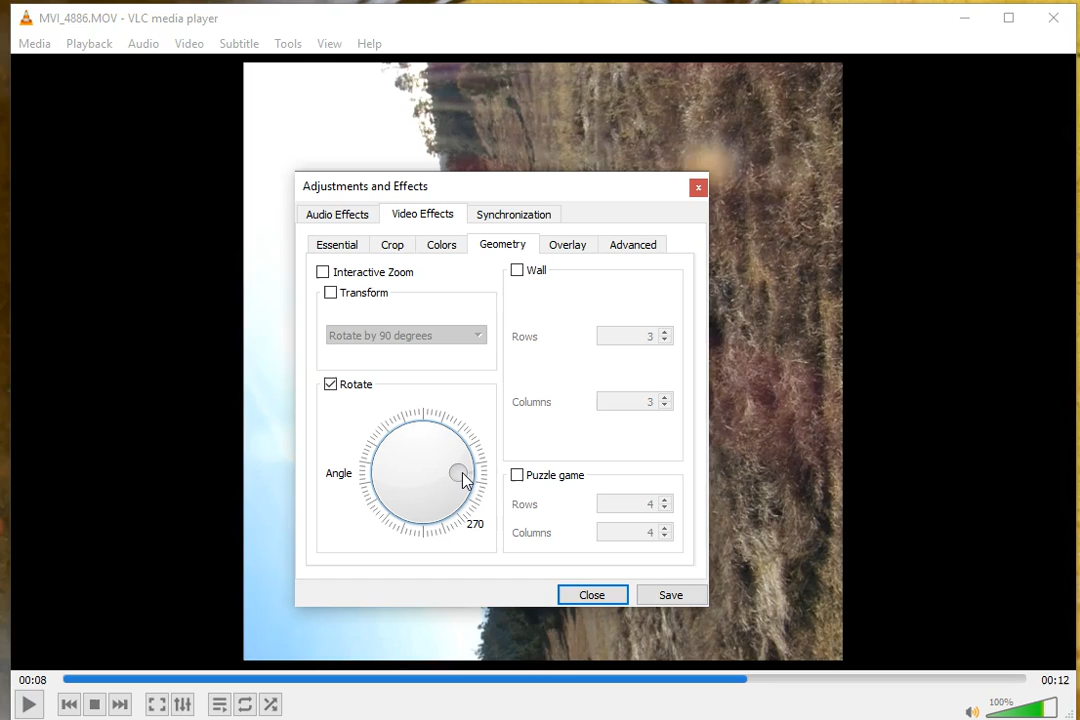 MVI_4886.MOV - VLC media player
Media Playback Audio Video Subtitle Tools View Help
Adjustments and Effects
Audio Effects Video Effects Synchronization
Essential Crop Colors Geometry Overlay Advanced
Interactive Zoom
Transform
Rotate by 90 degrees
Rotate
Angle
270
Wall
Rows 3
Columns 3
Puzzle game
Rows 4
Columns 4
Close Save
00:08 00:12
100%